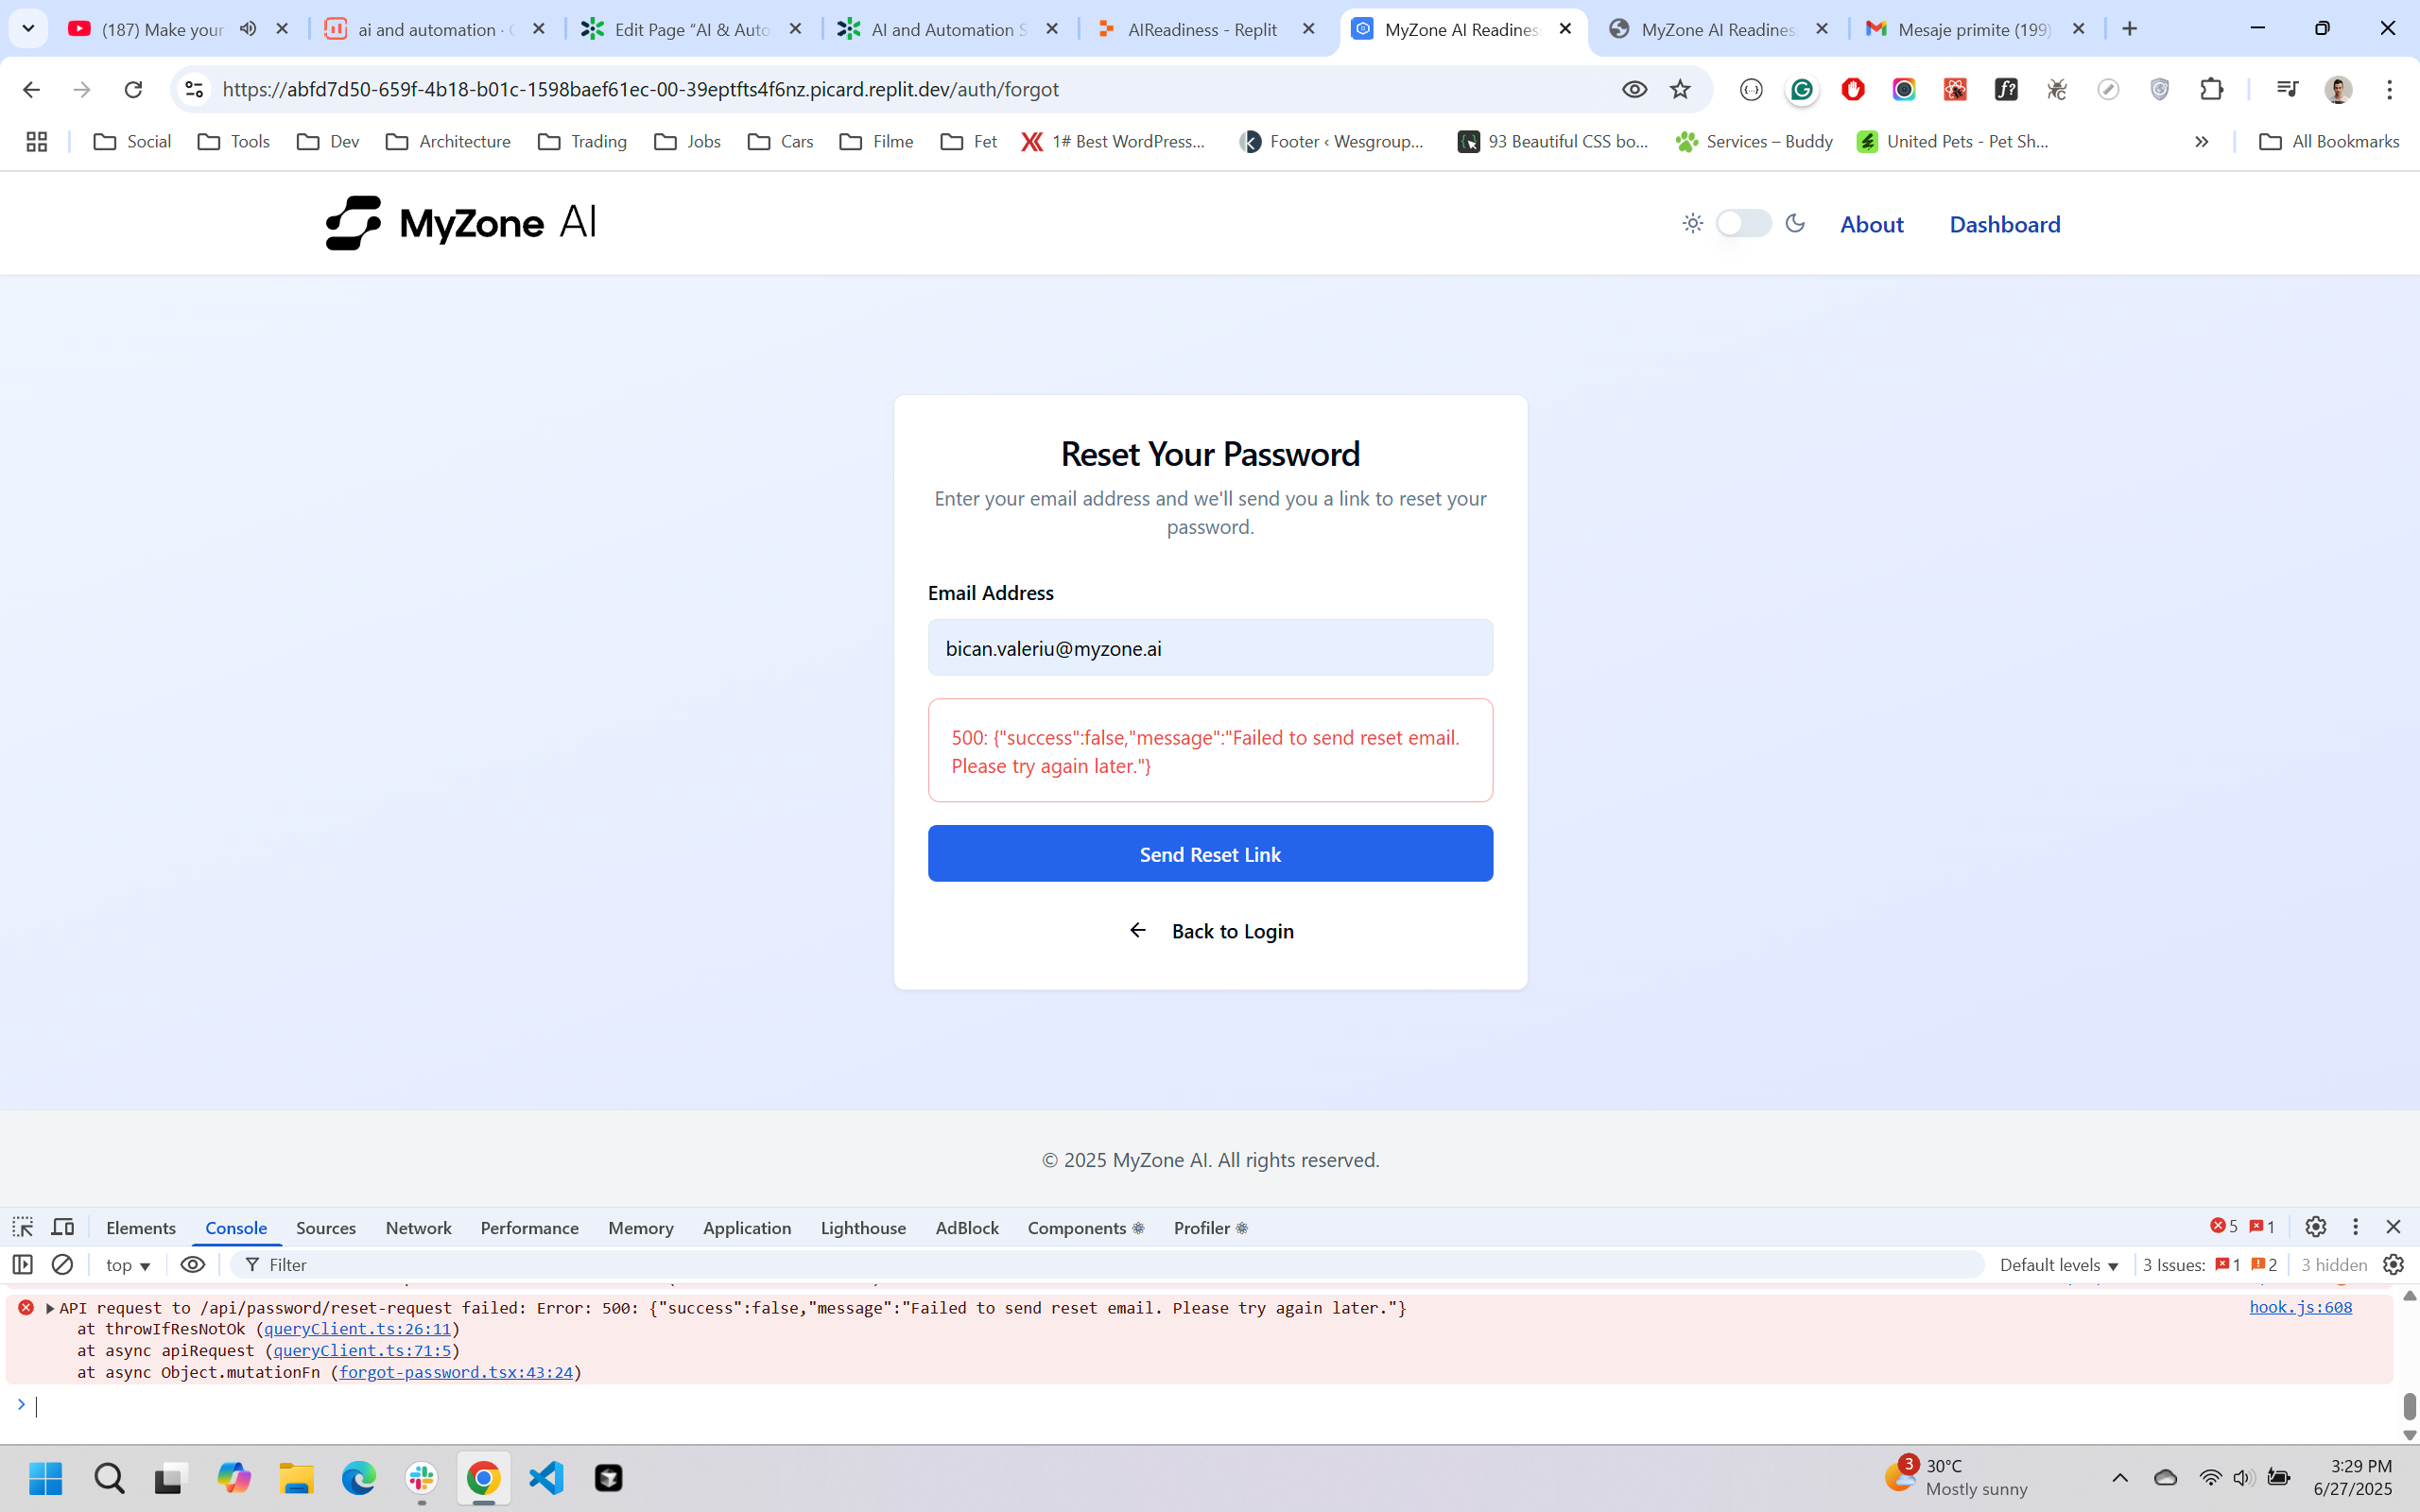 (187) Make your
ai and automation ·
Edit Page “AI & Auto
AI and Automation S
AIReadiness - Replit
MyZone AI Readines
MyZone AI Readines
Mesaje primite (199)
https://abfd7d50-659f-4b18-b01c-1598baef61ec-00-39eptfts4f6nz.picard.replit.dev/auth/forgot
Social
Tools
Dev
Architecture
Trading
Jobs
Cars
Filme
Fet
1# Best WordPress...
Footer ‹ Wesgroup...
93 Beautiful CSS bo...
Services – Buddy
United Pets - Pet Sh...
All Bookmarks
MyZone AI
About
Dashboard
Reset Your Password
Enter your email address and we'll send you a link to reset your
password.
Email Address
bican.valeriu@myzone.ai
500: {"success":false,"message":"Failed to send reset email.
Please try again later."}
Send Reset Link
Back to Login
© 2025 MyZone AI. All rights reserved.
Elements
Console
Sources
Network
Performance
Memory
Application
Lighthouse
AdBlock
Components
Profiler
5
1
top
Filter
Default levels
3 Issues:
1
2
3 hidden
API request to /api/password/reset-request failed: Error: 500: {"success":false,"message":"Failed to send reset email. Please try again later."}
hook.js:608
at throwIfResNotOk (queryClient.ts:26:11)
at async apiRequest (queryClient.ts:71:5)
at async Object.mutationFn (forgot-password.tsx:43:24)
3
30°C
Mostly sunny
3:29 PM
6/27/2025